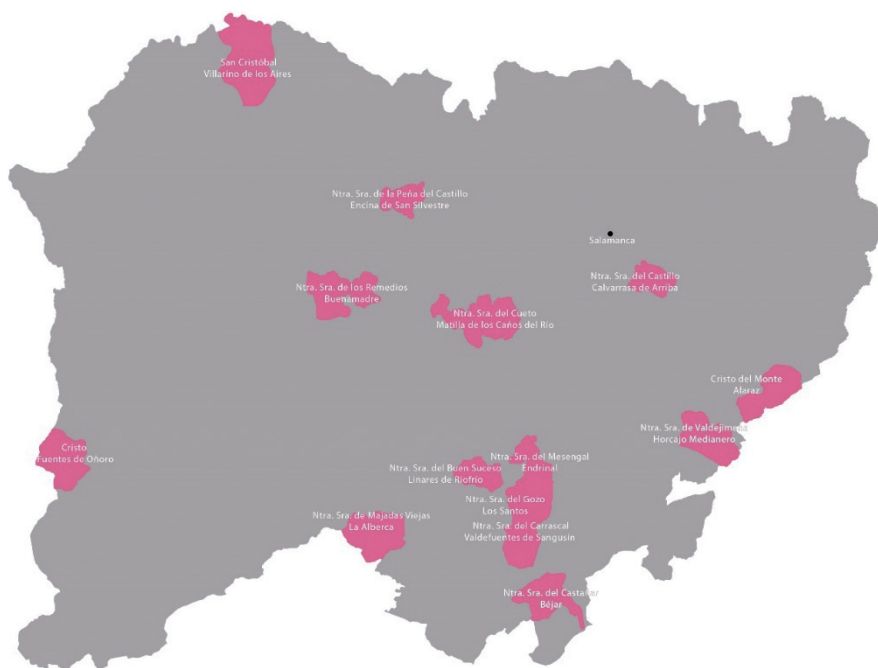 San Cristóbal
Villarino de los Aires
Ntra. Sra. de la Peña del Castillo
Encina de San Silvestre
Salamanca
Ntra. Sra. del Castillo
Calvarrasa de Arriba
Ntra. Sra. de los Remedios
Buenamadre
Ntra. Sra. del Cueto
Matilla de los Caños del Río
Cristo del Monte
Alaraz
Ntra. Sra. de Valdejimena
Horcajo Medianero
Cristo
Fuentes de Oñoro
Ntra. Sra. del Mesengal
Endrinal
Ntra. Sra. del Buen Suceso
Linares de Riofrío
Ntra. Sra. del Gozo
Los Santos
Ntra. Sra. de Majadas Viejas
La Alberca
Ntra. Sra. del Carrascal
Valdefuentes de Sangusín
Ntra. Sra. del Castañar
Béjar